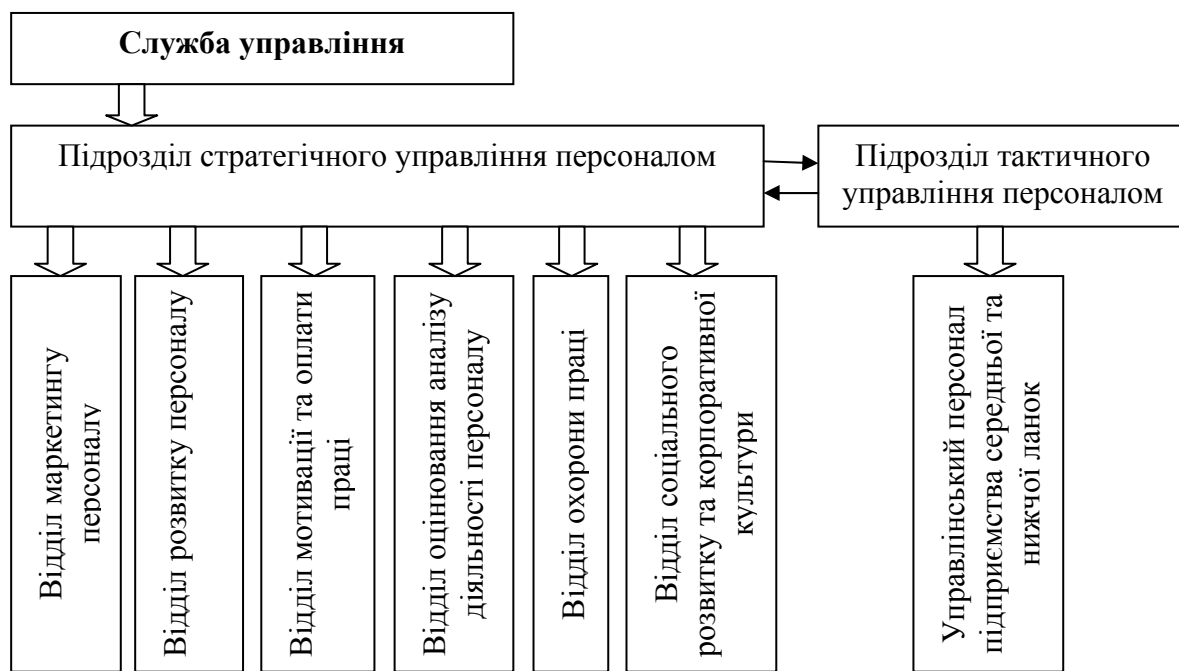 Служба управління
Підрозділ стратегічного управління персоналом
Підрозділ тактичного
управління персоналом
Відділ маркетингу
персоналу
Відділ розвитку персоналу
Відділ мотивації та оплати
праці
Відділ оцінювання аналізу
діяльності персоналу
Відділ охорони праці
Відділ соціального
розвитку та корпоративної
культури
Управлінський персонал
підприємства середньої та
нижчої ланок